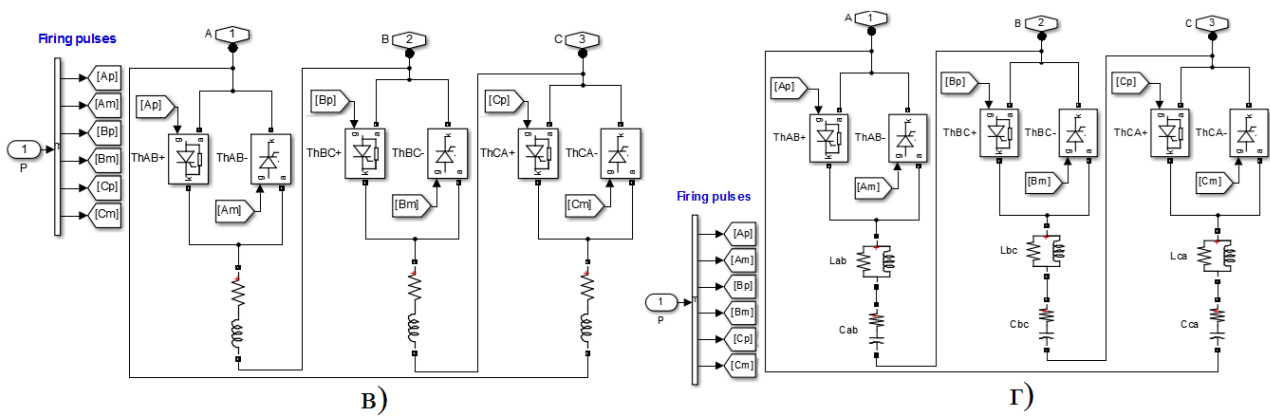 Firing pulses
[Ap]
[Am]
[Bp]
[Bm]
[Cp]
[Cm]
1
P
A 1
B 2
C 3
[Ap]
[Bp]
[Cp]
g a k
g a k
g a k
g a k
g a k
g a k
ThAB+ ThAB- ThBC+ ThBC- ThCA+ ThCA-
[Am]
[Bm]
[Cm]
в)
A 1
B 2
C 3
[Ap]
[Bp]
[Cp]
g a k
g a k
g a k
g a k
g a k
g a k
ThAB+ ThAB- ThBC+ ThBC- ThCA+ ThCA-
[Am]
[Bm]
[Cm]
Firing pulses
[Ap]
[Am]
[Bp]
[Bm]
[Cp]
[Cm]
1
P
Lab Lbc Lca
Cab Cbc Cca
г)